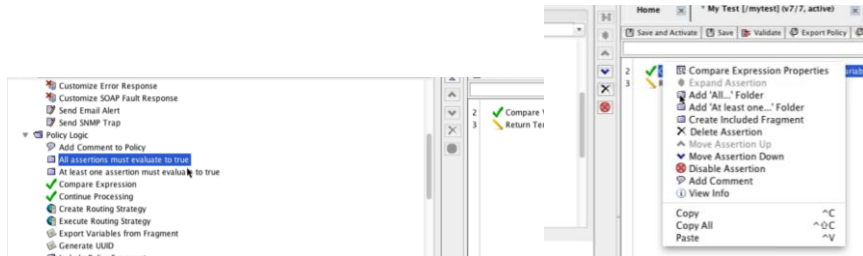 Customize Error Response
Customize SOAP Fault Response
Send Email Alert
Send SNMP Trap
Policy Logic
Add Comment to Policy
All assertions must evaluate to true
At least one assertion must evaluate to true
Compare Expression
Continue Processing
Create Routing Strategy
Execute Routing Strategy
Export Variables from Fragment
Generate UUID
2 Compare
3 Return Ter
Home * My Test [/mytest] (v7/7, active)
Save and Activate Save Validate Export Policy
2
3
Compare Expression Properties
Expand Assertion
Add 'All...' Folder
Add 'At least one...' Folder
Create Included Fragment
Delete Assertion
Move Assertion Up
Move Assertion Down
Disable Assertion
Add Comment
View Info
Copy ^C
Copy All ^⇧C
Paste ^V